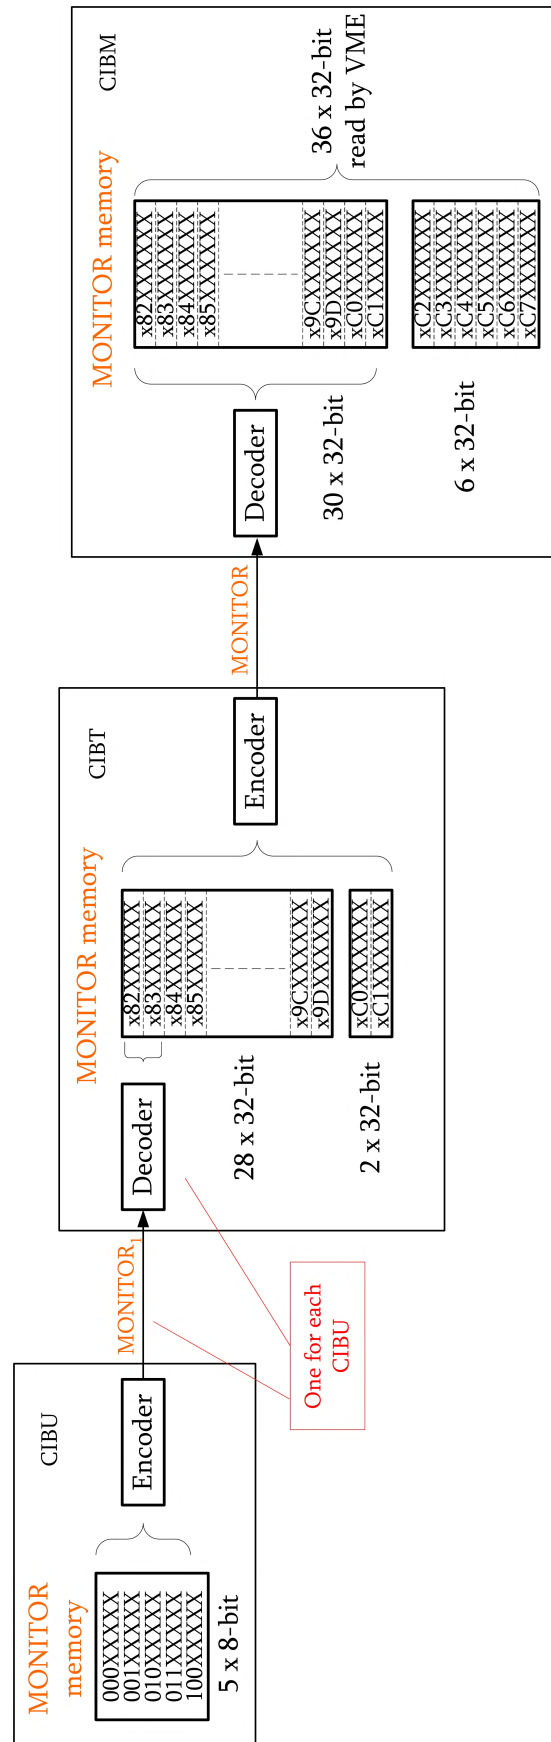 CIBU
MONITOR
memory
000XXXXX
001XXXXX
010XXXXX
011XXXXX
100XXXXX
5 x 8-bit
Encoder
MONITOR1
One for each
CIBU
CIBT
MONITOR memory
Decoder
x82XXXXXX
x83XXXXXX
x84XXXXXX
x85XXXXXX
x9CXXXXXX
x9DXXXXXX
28 x 32-bit
xC0XXXXXX
xC1XXXXXX
2 x 32-bit
Encoder
MONITOR
CIBM
MONITOR memory
Decoder
x82XXXXXX
x83XXXXXX
x84XXXXXX
x85XXXXXX
x9CXXXXXX
x9DXXXXXX
xC0XXXXXX
xC1XXXXXX
30 x 32-bit
xC2XXXXXX
xC3XXXXXX
xC4XXXXXX
xC5XXXXXX
xC6XXXXXX
xC7XXXXXX
6 x 32-bit
36 x 32-bit
read by VME